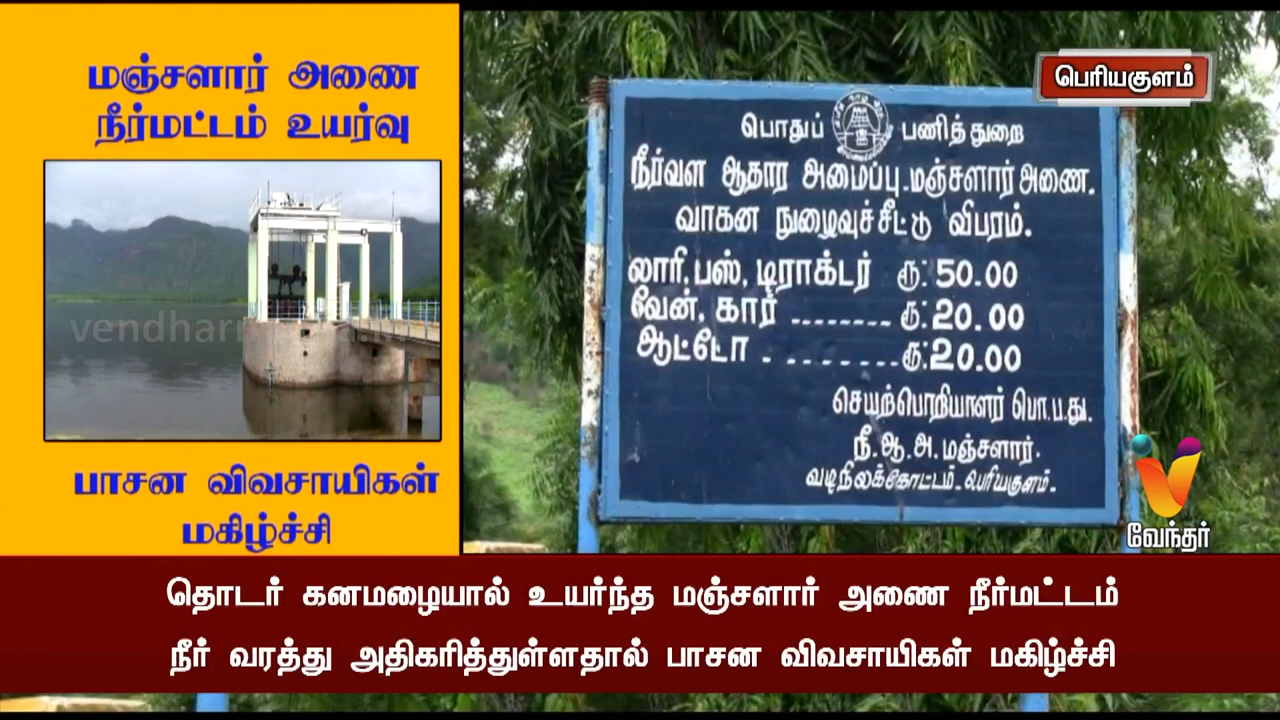 மஞ்சளார் அணை
நீர்மட்டம் உயர்வு
vendhar
பாசன விவசாயிகள்
மகிழ்ச்சி
பெரியகுளம்
பொதுப் பணித்துறை
நீர்வள ஆதார அமைப்பு-மஞ்சளார் அணை.
வாகன நுழைவுச்சீட்டு விபரம்.
லாரி, பஸ், டிராக்டர் ரூ. 50.00
வேன், கார் -------- ரூ. 20.00
ஆட்டோ - -------- ரூ. 20.00
செயற்பொறியாளர் பொ.ப.து.
நீ.ஆ.அ.மஞ்சளார்.
வடிநிலக்கோட்டம்-பெரியகுளம்-
வேந்தர்
தொடர் கனமழையால் உயர்ந்த மஞ்சளார் அணை நீர்மட்டம்
நீர் வரத்து அதிகரித்துள்ளதால் பாசன விவசாயிகள் மகிழ்ச்சி